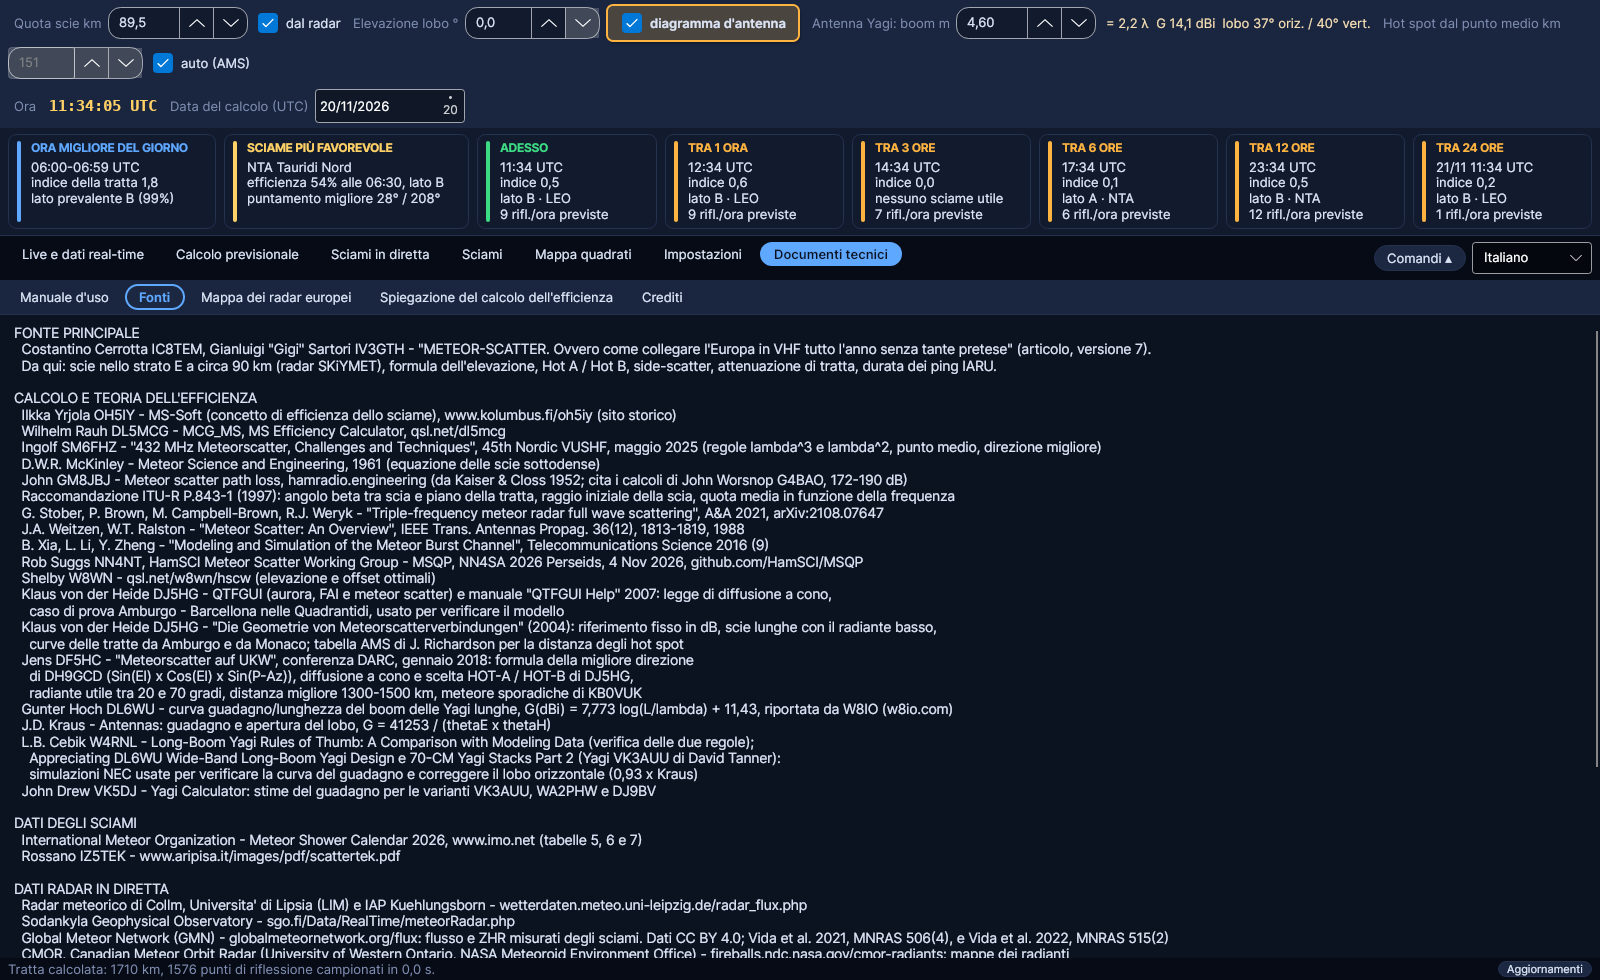 Quota scie km 89,5 dal radar Elevazione lobo ° 0,0 diagramma d'antenna Antenna Yagi: boom m 4,60 = 2,2 λ G 14,1 dBi lobo 37° oriz. / 40° vert. Hot spot dal punto medio km
151 auto (AMS)
Ora 11:34:05 UTC Data del calcolo (UTC) 20/11/2026 20
ORA MIGLIORE DEL GIORNO
06:00-06:59 UTC
indice della tratta 1,8
lato prevalente B (99%)
SCIAME PIÙ FAVOREVOLE
NTA Tauridi Nord
efficienza 54% alle 06:30, lato B
puntamento migliore 28° / 208°
ADESSO
11:34 UTC
indice 0,5
lato B · LEO
9 rifl./ora previste
TRA 1 ORA
12:34 UTC
indice 0,6
lato B · LEO
9 rifl./ora previste
TRA 3 ORE
14:34 UTC
indice 0,0
nessuno sciame utile
7 rifl./ora previste
TRA 6 ORE
17:34 UTC
indice 0,1
lato A · NTA
6 rifl./ora previste
TRA 12 ORE
23:34 UTC
indice 0,5
lato B · NTA
12 rifl./ora previste
TRA 24 ORE
21/11 11:34 UTC
indice 0,2
lato B · LEO
1 rifl./ora previste
Live e dati real-time Calcolo previsionale Sciami in diretta Sciami Mappa quadrati Impostazioni Documenti tecnici Comandi ▴ Italiano
Manuale d'uso Fonti Mappa dei radar europei Spiegazione del calcolo dell'efficienza Crediti
FONTE PRINCIPALE
Costantino Cerrotta IC8TEM, Gianluigi "Gigi" Sartori IV3GTH - "METEOR-SCATTER. Ovvero come collegare l'Europa in VHF tutto l'anno senza tante pretese" (articolo, versione 7).
Da qui: scie nello strato E a circa 90 km (radar SKiYMET), formula dell'elevazione, Hot A / Hot B, side-scatter, attenuazione di tratta, durata dei ping IARU.
CALCOLO E TEORIA DELL'EFFICIENZA
Ilkka Yrjola OH5IY - MS-Soft (concetto di efficienza dello sciame), www.kolumbus.fi/oh5iy (sito storico)
Wilhelm Rauh DL5MCG - MCG_MS, MS Efficiency Calculator, qsl.net/dl5mcg
Ingolf SM6FHZ - "432 MHz Meteorscatter, Challenges and Techniques", 45th Nordic VUSHF, maggio 2025 (regole lambda^3 e lambda^2, punto medio, direzione migliore)
D.W.R. McKinley - Meteor Science and Engineering, 1961 (equazione delle scie sottodense)
John GM8JBJ - Meteor scatter path loss, hamradio.engineering (da Kaiser & Closs 1952; cita i calcoli di John Worsnop G4BAO, 172-190 dB)
Raccomandazione ITU-R P.843-1 (1997): angolo beta tra scia e piano della tratta, raggio iniziale della scia, quota media in funzione della frequenza
G. Stober, P. Brown, M. Campbell-Brown, R.J. Weryk - "Triple-frequency meteor radar full wave scattering", A&A 2021, arXiv:2108.07647
J.A. Weitzen, W.T. Ralston - "Meteor Scatter: An Overview", IEEE Trans. Antennas Propag. 36(12), 1813-1819, 1988
B. Xia, L. Li, Y. Zheng - "Modeling and Simulation of the Meteor Burst Channel", Telecommunications Science 2016 (9)
Rob Suggs NN4NT, HamSCI Meteor Scatter Working Group - MSQP, NN4SA 2026 Perseids, 4 Nov 2026, github.com/HamSCI/MSQP
Shelby W8WN - qsl.net/w8wn/hscw (elevazione e offset ottimali)
Klaus von der Heide DJ5HG - QTFGUI (aurora, FAI e meteor scatter) e manuale "QTFGUI Help" 2007: legge di diffusione a cono,
caso di prova Amburgo - Barcellona nelle Quadrantidi, usato per verificare il modello
Klaus von der Heide DJ5HG - "Die Geometrie von Meteorscatterverbindungen" (2004): riferimento fisso in dB, scie lunghe con il radiante basso,
curve delle tratte da Amburgo e da Monaco; tabella AMS di J. Richardson per la distanza degli hot spot
Jens DF5HC - "Meteorscatter auf UKW", conferenza DARC, gennaio 2018: formula della migliore direzione
di DH9GCD (Sin(El) x Cos(El) x Sin(P-Az)), diffusione a cono e scelta HOT-A / HOT-B di DJ5HG,
radiante utile tra 20 e 70 gradi, distanza migliore 1300-1500 km, meteore sporadiche di KB0VUK
Gunter Hoch DL6WU - curva guadagno/lunghezza del boom delle Yagi lunghe, G(dBi) = 7,773 log(L/lambda) + 11,43, riportata da W8IO (w8io.com)
J.D. Kraus - Antennas: guadagno e apertura del lobo, G = 41253 / (thetaE x thetaH)
L.B. Cebik W4RNL - Long-Boom Yagi Rules of Thumb: A Comparison with Modeling Data (verifica delle due regole);
Appreciating DL6WU Wide-Band Long-Boom Yagi Design e 70-CM Yagi Stacks Part 2 (Yagi VK3AUU di David Tanner):
simulazioni NEC usate per verificare la curva del guadagno e correggere il lobo orizzontale (0,93 x Kraus)
John Drew VK5DJ - Yagi Calculator: stime del guadagno per le varianti VK3AUU, WA2PHW e DJ9BV
DATI DEGLI SCIAMI
International Meteor Organization - Meteor Shower Calendar 2026, www.imo.net (tabelle 5, 6 e 7)
Rossano IZ5TEK - www.aripisa.it/images/pdf/scattertek.pdf
DATI RADAR IN DIRETTA
Radar meteorico di Collm, Universita' di Lipsia (LIM) e IAP Kuehlungsborn - wetterdaten.meteo.uni-leipzig.de/radar_flux.php
Sodankyla Geophysical Observatory - sgo.fi/Data/RealTime/meteorRadar.php
Global Meteor Network (GMN) - globalmeteornetwork.org/flux: flusso e ZHR misurati degli sciami. Dati CC BY 4.0; Vida et al. 2021, MNRAS 506(4), e Vida et al. 2022, MNRAS 515(2)
CMOR, Canadian Meteor Orbit Radar (University of Western Ontario, NASA Meteoroid Environment Office) - fireballs.ndc.nasa.gov/cmor-radiants: mappe dei radianti
Tratta calcolata: 1710 km, 1576 punti di riflessione campionati in 0,0 s. Aggiornamenti